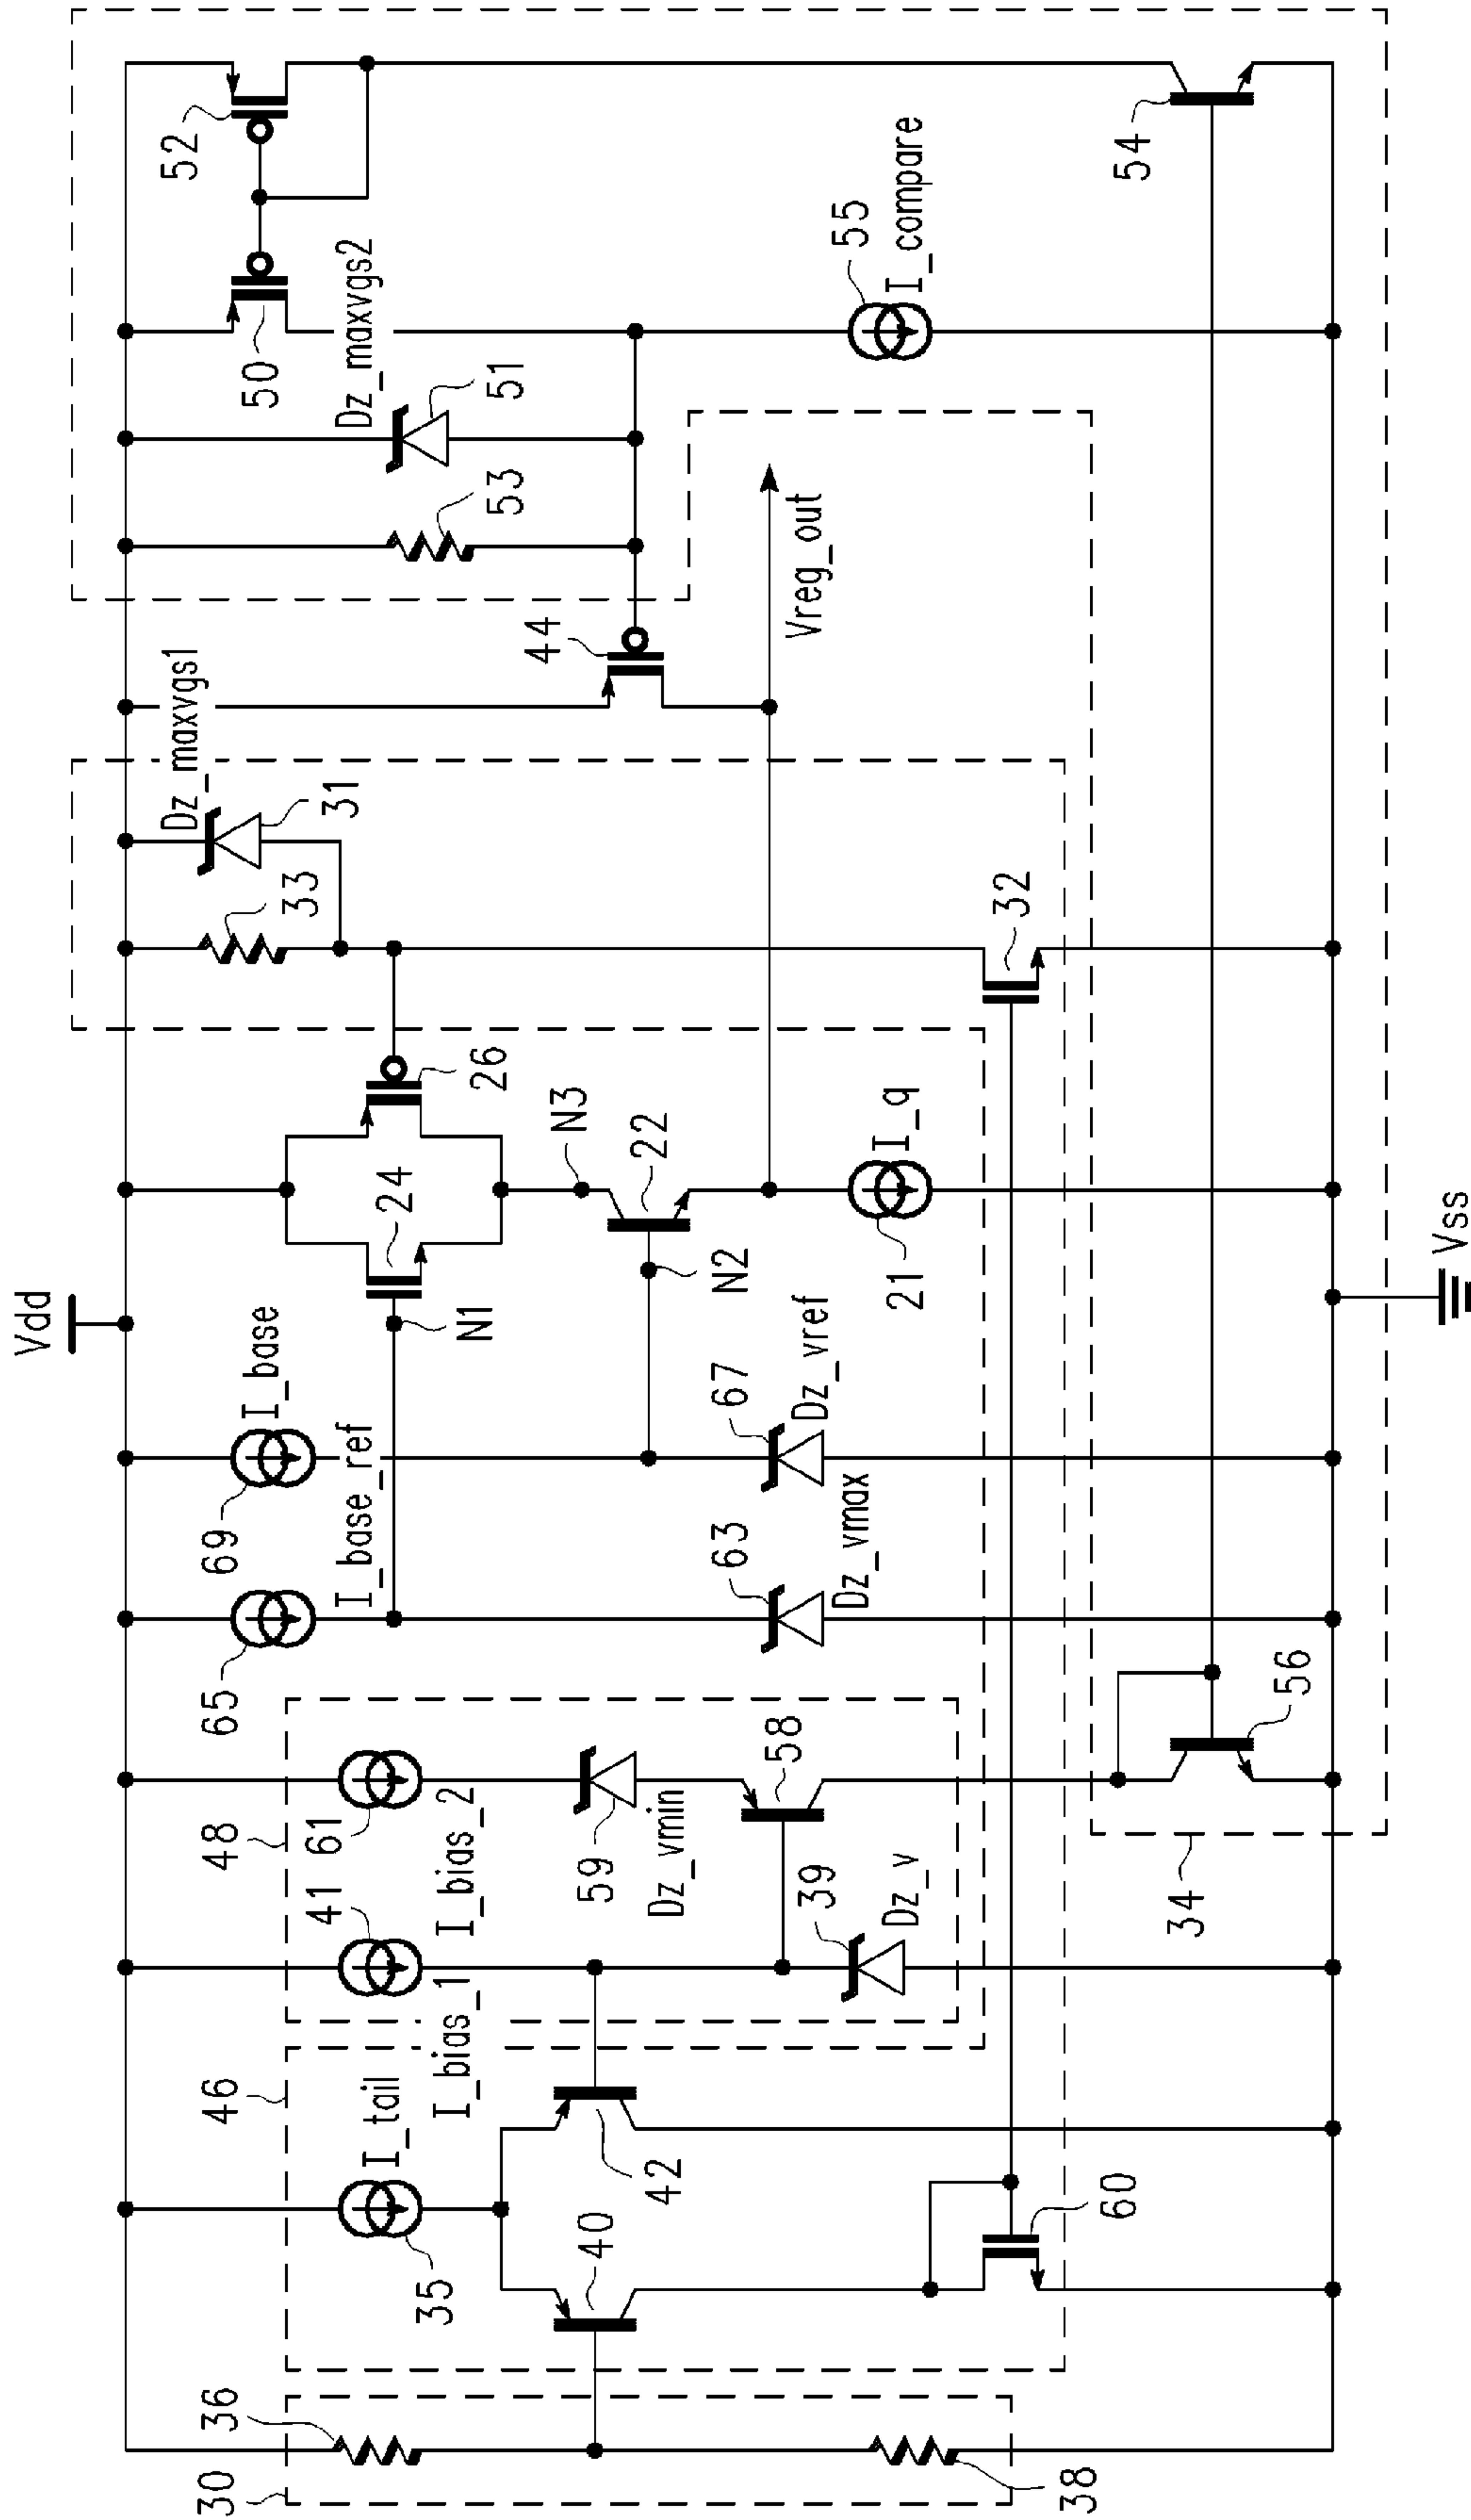 Vdd
52
50
Dz_maxvgs2
51
53
55
I_compare
54
44
Vreg_out
Dz_maxvgs1
31
33
32
26
24
N3
22
N1
N2
21
I_q
69
I_base
65
I_base_ref
67
Dz_vref
63
Dz_vmax
48
61
I_bias_2
59
Dz_vmin
58
41
I_bias_1
39
Dz_v
56
34
46
I_tail
35
42
40
60
36
30
38
Vss